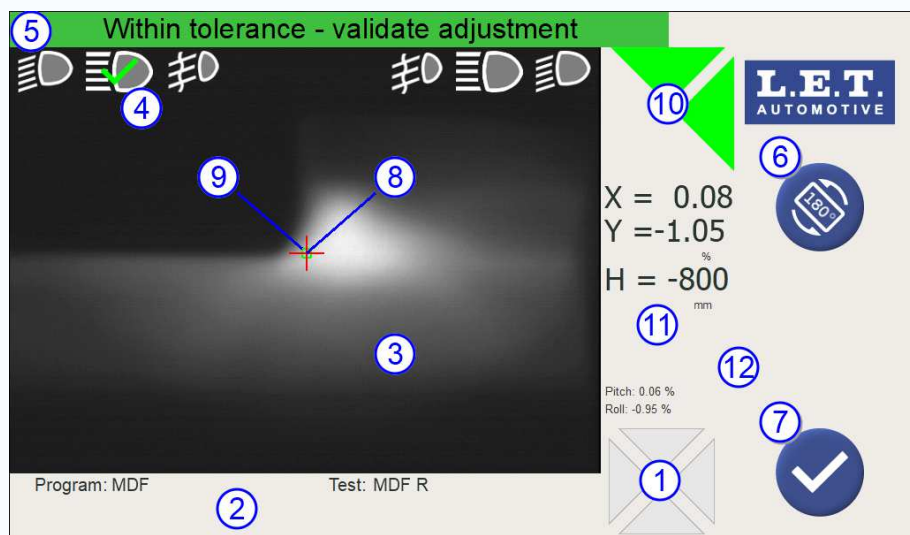 Within tolerance - validate adjustment
5
4
10
L.E.T.
AUTOMOTIVE
6
180°
9
8
X = 0.08
Y =-1.05
%
H = -800
mm
11
3
12
Pitch: 0.06 %
Roll: -0.95 %
7
1
Program: MDF
Test: MDF R
2